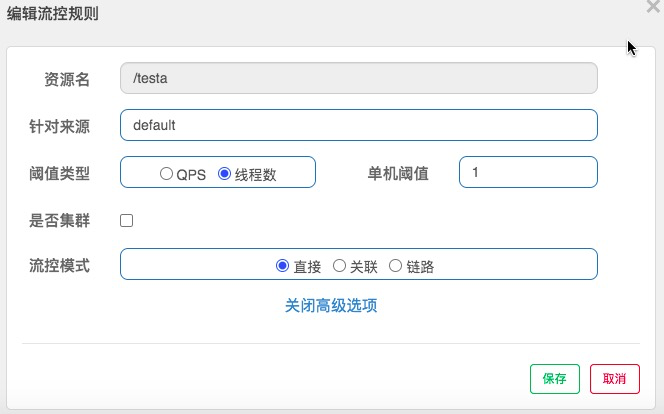 编辑流控规则
资源名 /testa
针对来源 default
阈值类型 QPS 线程数 单机阈值 1
是否集群
流控模式 直接 关联 链路
关闭高级选项
保存 取消